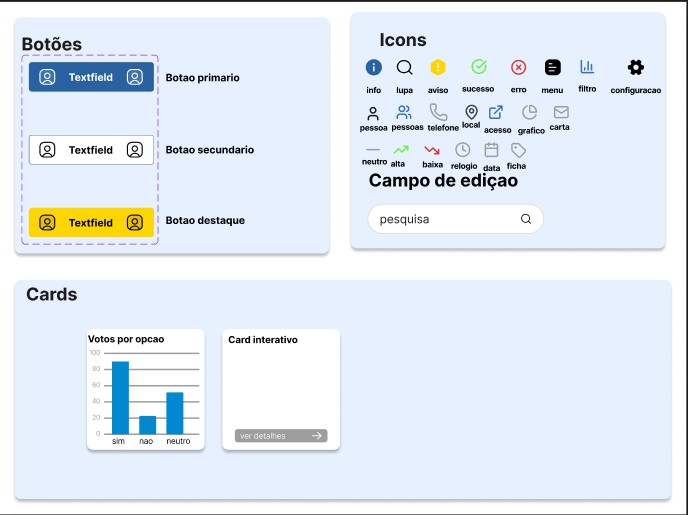 Botões
Textfield
Botao primario
Textfield
Botao secundario
Textfield
Botao destaque
Icons
info
lupa
aviso
sucesso
erro
menu
filtro
configuracao
pessoa
pessoas
telefone
local
acesso
grafico
carta
neutro
alta
baixa
relogio
data
ficha
Campo de ediçao
pesquisa
Cards
Votos por opcao
100
80
60
40
20
0
sim
nao
neutro
Card interativo
ver detalhes